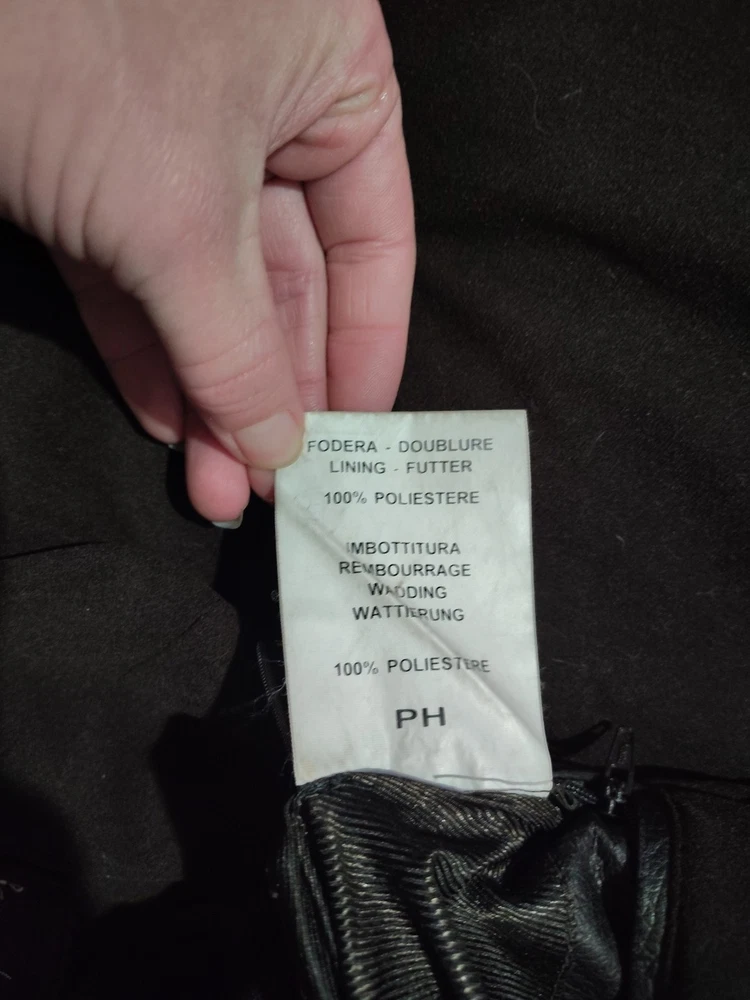 FODERA - DOUBLURE
LINING - FUTTER
100% POLIESTERE
IMBOTTITURA
REMBOURRAGE
WADDING
WATTIERUNG
100% POLIESTERE
PH